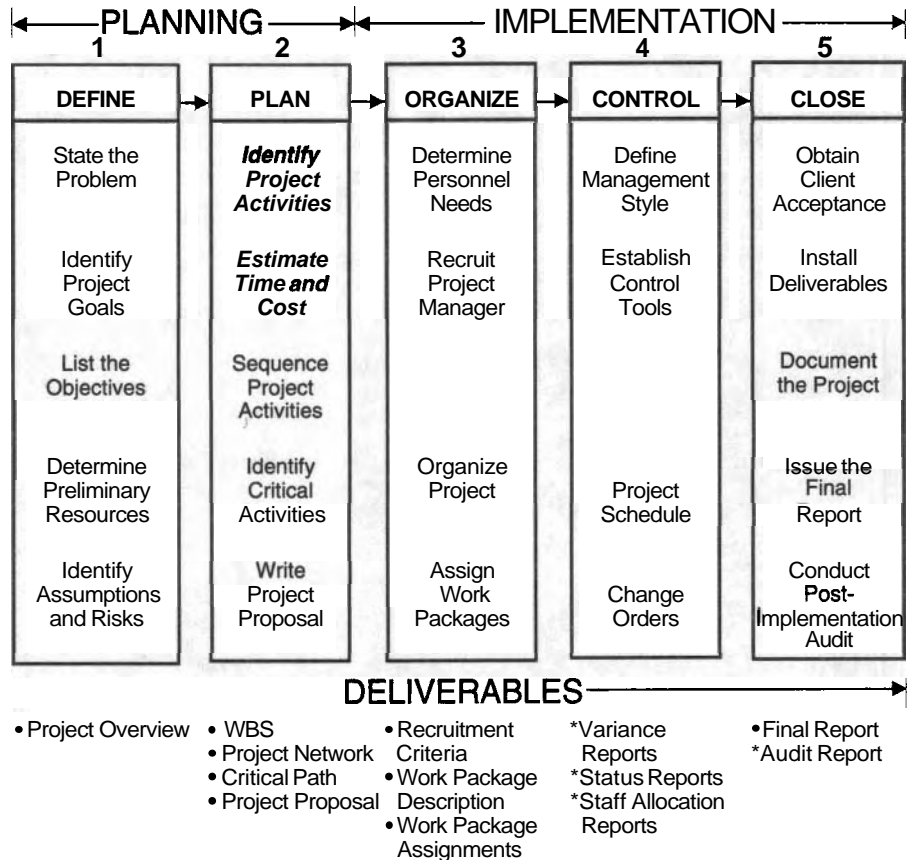 PLANNING
IMPLEMENTATION
1
2
3
4
5
DEFINE
PLAN
ORGANIZE
CONTROL
CLOSE
State the
Problem
Identify
Project
Goals
List the
Objectives
Determine
Preliminary
Resources
Identify
Assumptions
and Risks
Identify
Project
Activities
Estimate
Time and
Cost
Sequence
Project
Activities
Identify
Critical
Activities
Write
Project
Proposal
Determine
Personnel
Needs
Recruit
Project
Manager
Organize
Project
Assign
Work
Packages
Define
Management
Style
Establish
Control
Tools
Project
Schedule
Change
Orders
Obtain
Client
Acceptance
Install
Deliverables
Document
the Project
Issue the
Final
Report
Conduct
Post-
Implementation
Audit
DELIVERABLES
• Project Overview
• WBS
• Project Network
• Critical Path
• Project Proposal
• Recruitment
Criteria
• Work Package
Description
• Work Package
Assignments
*Variance
Reports
*Status Reports
*Staff Allocation
Reports
• Final Report
*Audit Report